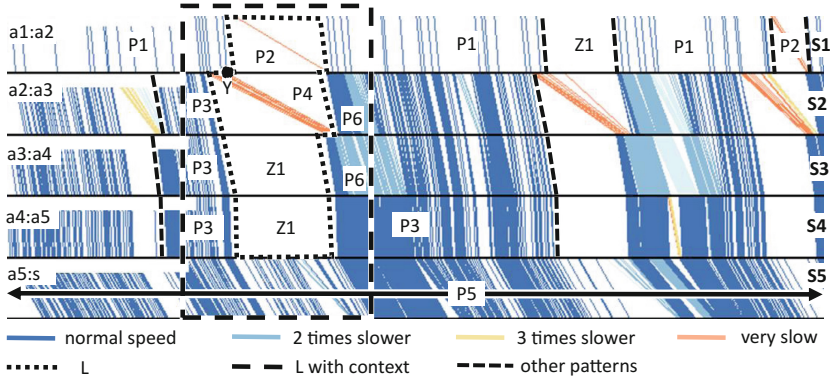 a1:a2 P1 P2 P1 Z1 P1 P2 S1
Y
a2:a3 P3 P4 P6 S2
a3:a4 P3 Z1 P6 S3
a4:a5 P3 Z1 P3 S4
a5:s P5 S5
normal speed 2 times slower 3 times slower very slow
L L with context other patterns